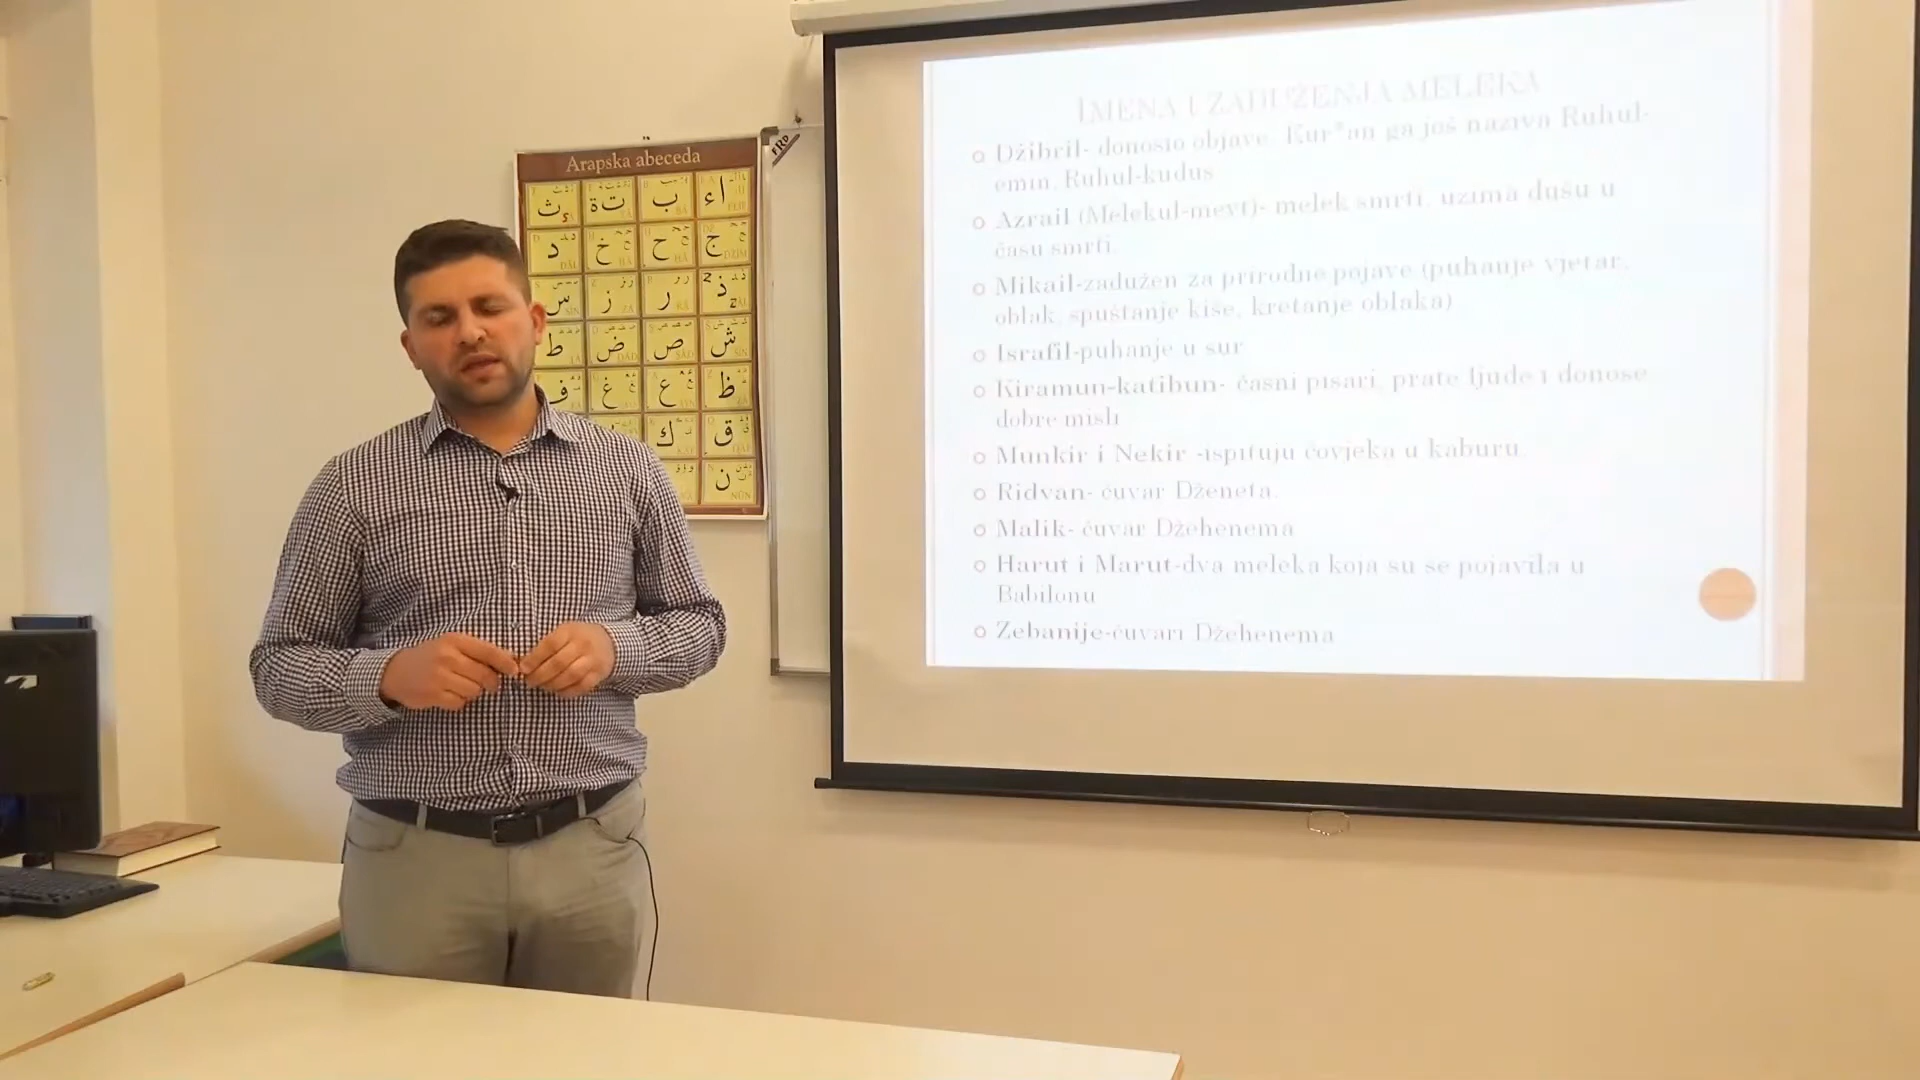 Arapska abeceda
ا ء
ب
ت ة
ث
ج
ح
خ
د
ذ
ر
ز
س
ش
ص
ض
ط
ظ
ع
غ
ف
ق
ك
ن
NŪN
IMENA I ZADUŽENJA MELEKA
Džibril- donosio objave. Kur"an ga još naziva Ruhul-
emin, Ruhul-kudus
Azrail (Melekul-mevt)- melek smrti, uzima dušu u
času smrti.
Mikail-zadužen za prirodne pojave (puhanje vjetar,
oblak, spuštanje kiše, kretanje oblaka)
Israfil-puhanje u sur
Kiramun-katibun- časni pisari, prate ljude i donose
dobre misli
Munkir i Nekir -ispituju čovjeka u kaburu.
Ridvan- čuvar Dženeta.
Malik- čuvar Džehenema
Harut i Marut-dva meleka koja su se pojavila u
Babilonu
Zebanije-čuvari Džehenema